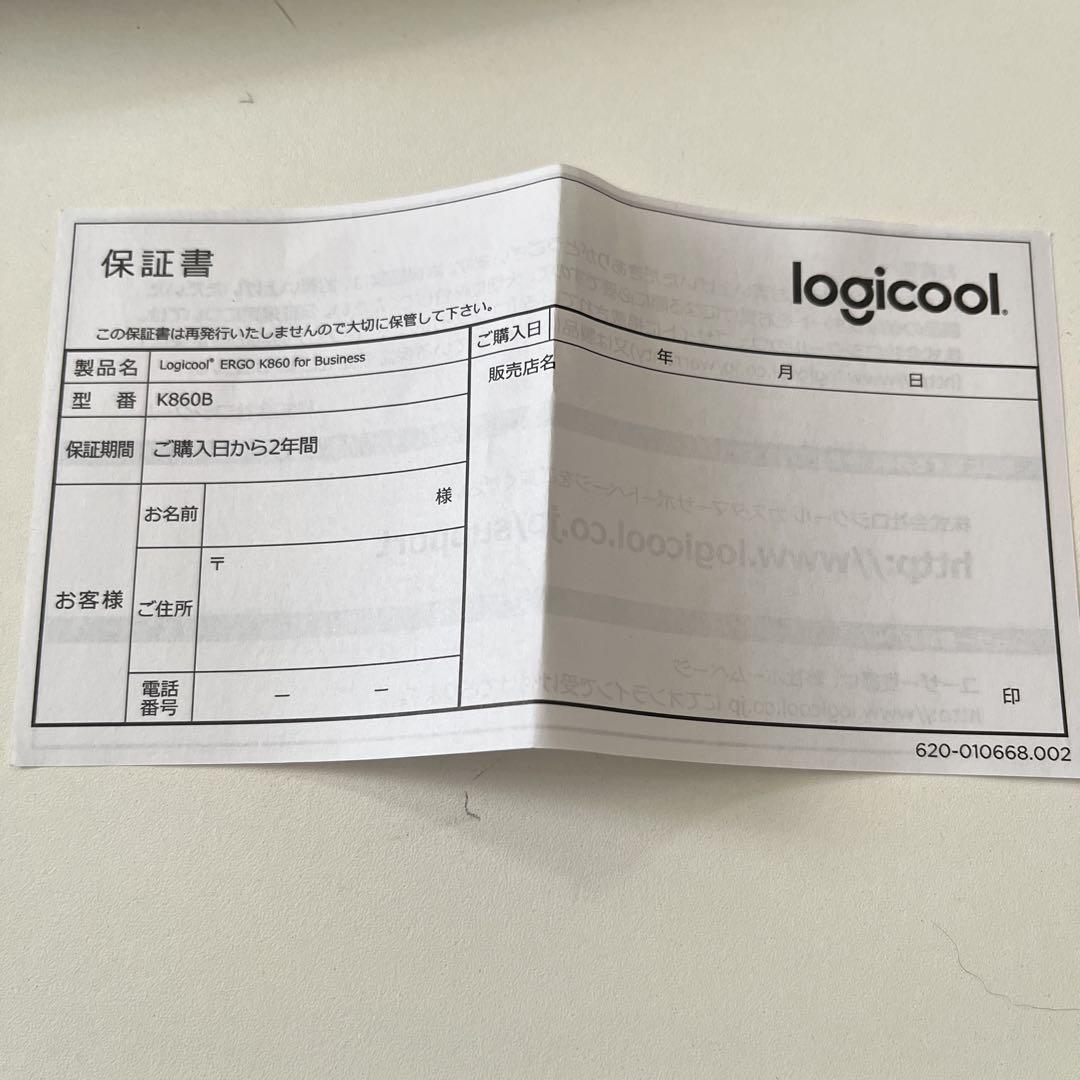 保証書
logicool®
この保証書は再発行いたしませんので大切に保管して下さい。
製品名 Logicool® ERGO K860 for Business
型 番 K860B
保証期間 ご購入日から2年間
お客様
お名前 様
ご住所 〒
電話番号 － －
ご購入日 年 月 日
販売店名
印
620-010668.002